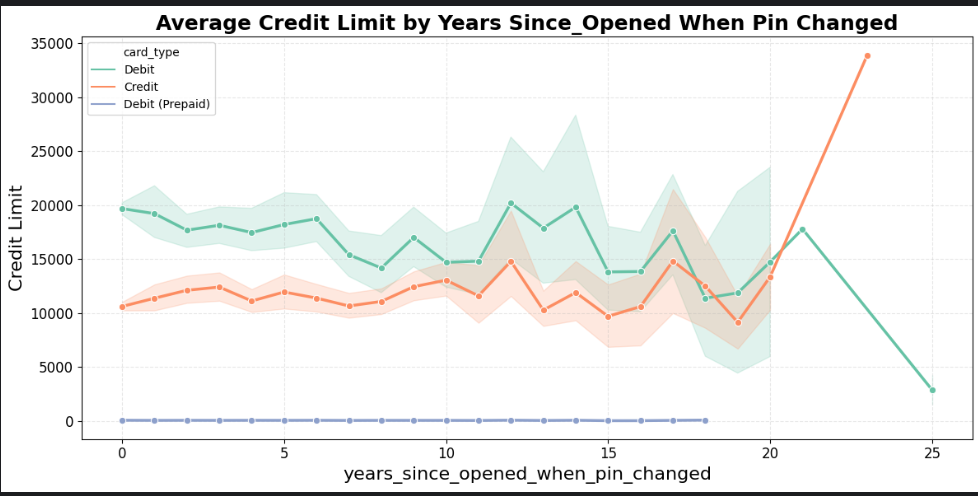 Average Credit Limit by Years Since_Opened When Pin Changed
35000
30000
25000
20000
15000
10000
5000
0
Credit Limit
card_type
Debit
Credit
Debit (Prepaid)
0 5 10 15 20 25
years_since_opened_when_pin_changed